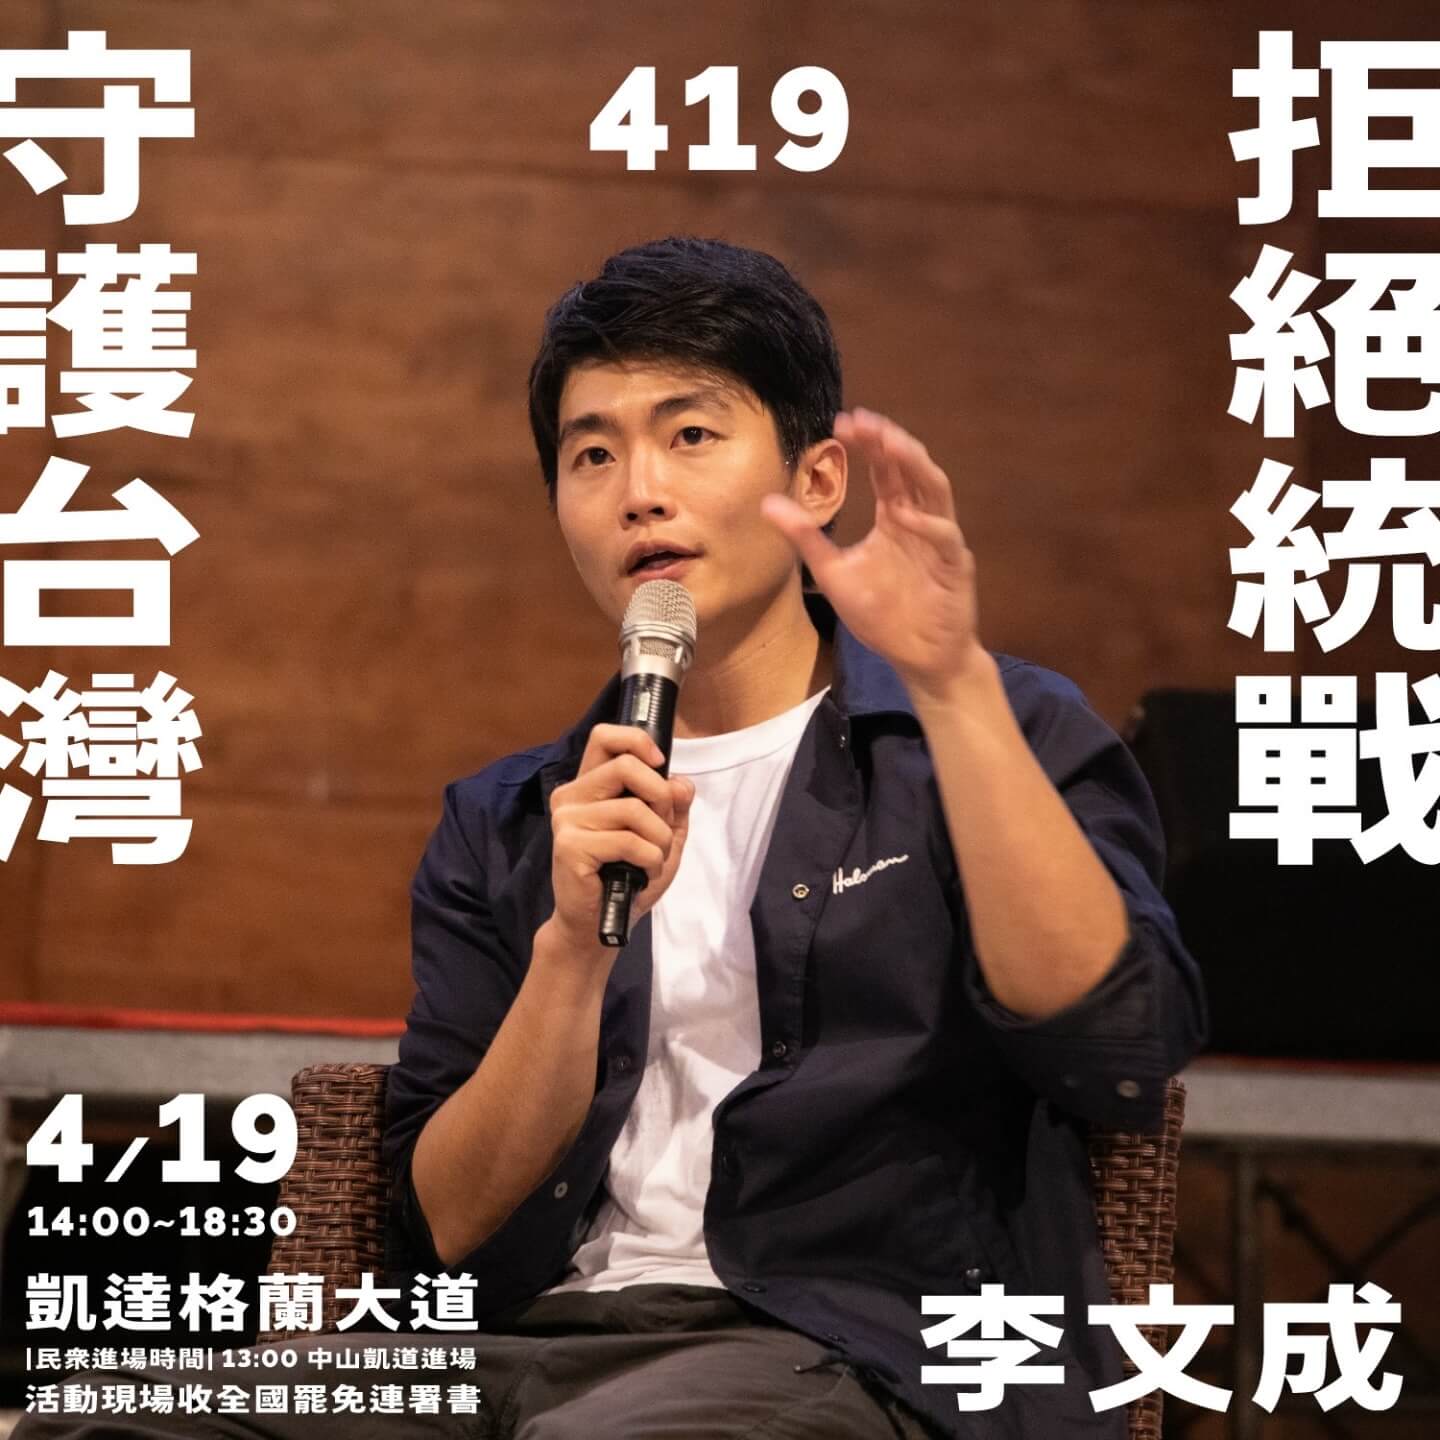 419
拒絕統戰
守護台灣
Halomen
4/19
14:00~18:30
凱達格蘭大道
|民眾進場時間| 13:00 中山凱道進場
活動現場收全國罷免連署書
李文成